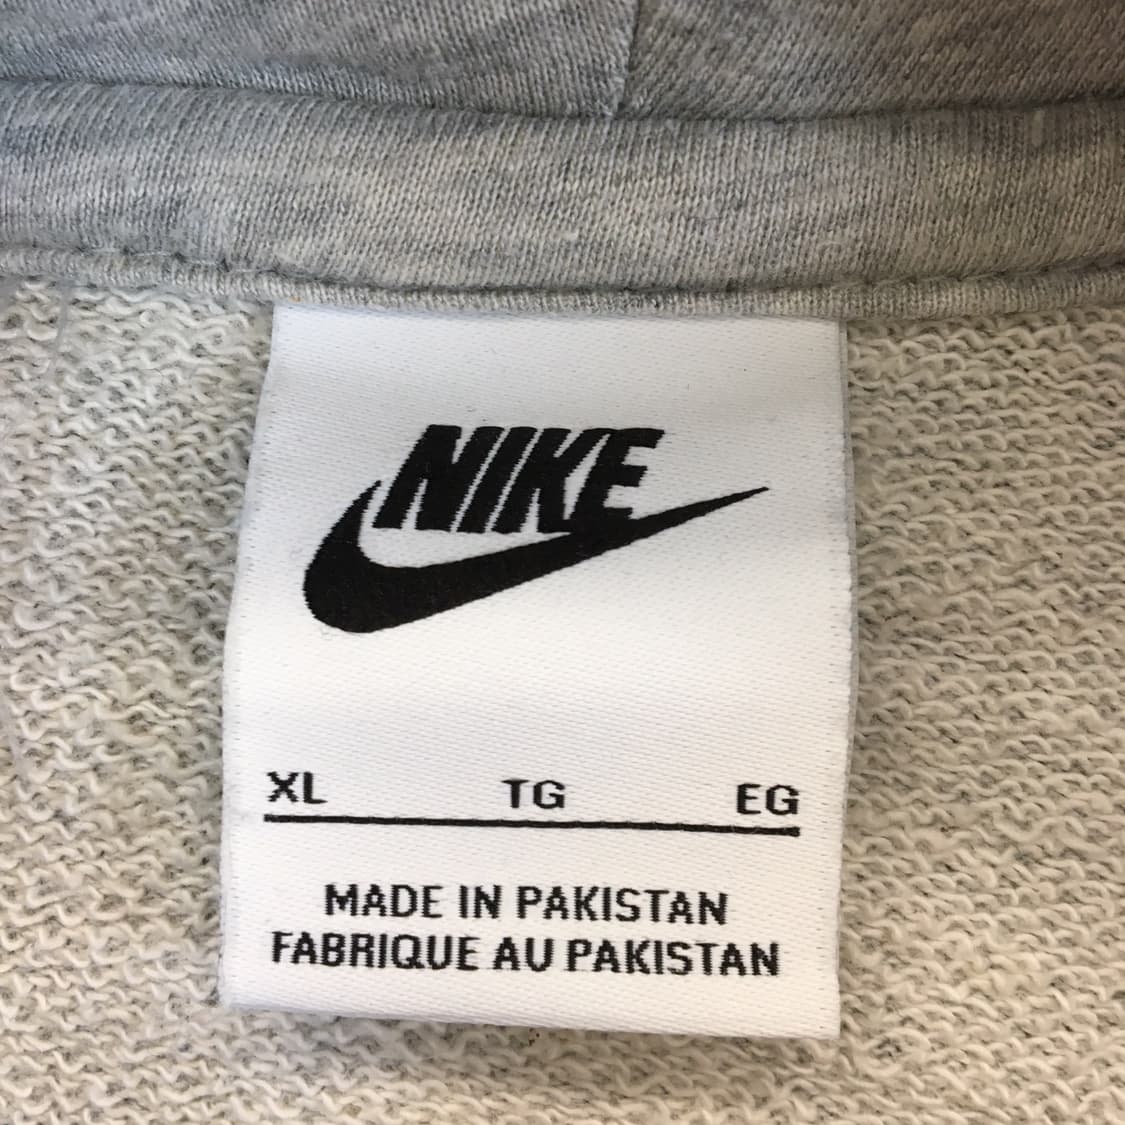 NIKE
XL TG EG
MADE IN PAKISTAN
FABRIQUE AU PAKISTAN